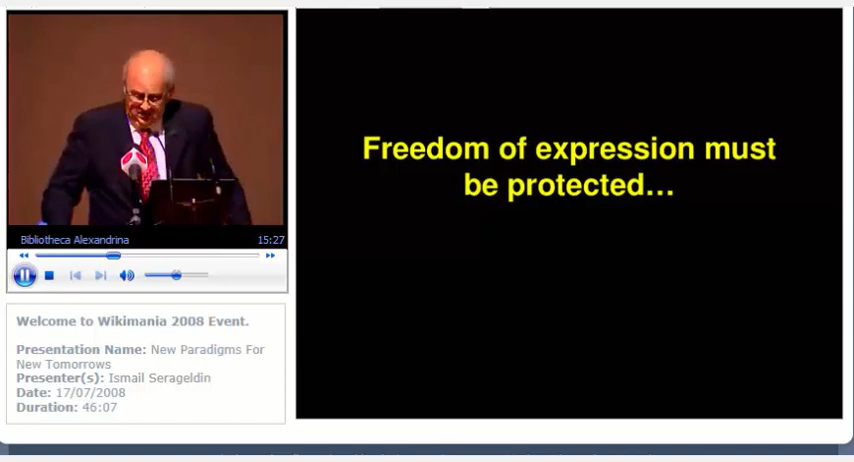 Bibliotheca Alexandrina 15:27
Welcome to Wikimania 2008 Event.
Presentation Name: New Paradigms For
New Tomorrows
Presenter(s): Ismail Serageldin
Date: 17/07/2008
Duration: 46:07
Freedom of expression must
be protected...